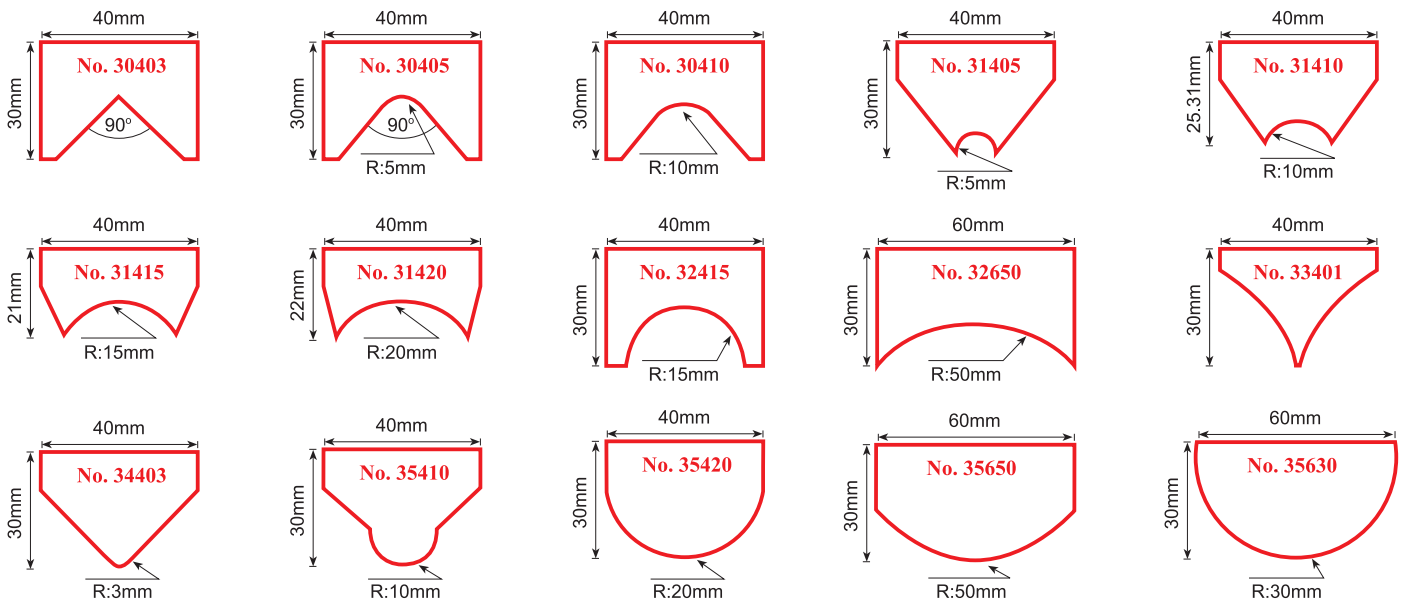 40mm
30mm
No. 30403
90°
40mm
30mm
No. 30405
90°
R:5mm
40mm
30mm
No. 30410
R:10mm
40mm
30mm
No. 31405
R:5mm
40mm
25.31mm
No. 31410
R:10mm
40mm
21mm
No. 31415
R:15mm
40mm
22mm
No. 31420
R:20mm
40mm
30mm
No. 32415
R:15mm
60mm
30mm
No. 32650
R:50mm
40mm
30mm
No. 33401
40mm
30mm
No. 34403
R:3mm
40mm
30mm
No. 35410
R:10mm
40mm
30mm
No. 35420
R:20mm
60mm
30mm
No. 35650
R:50mm
60mm
30mm
No. 35630
R:30mm